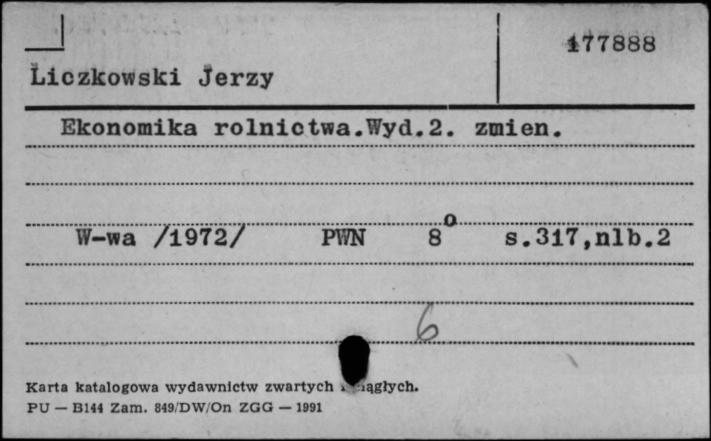 177888
Liczkowski Jerzy
Ekonomika rolnictwa.Wyd.2. zmien.
W-wa /1972/ PWN 8° s.317,nlb.2
6
Karta katalogowa wydawnictw zwartych ciągłych.
PU — B144 Zam. 849/DW/On ZGG — 1991